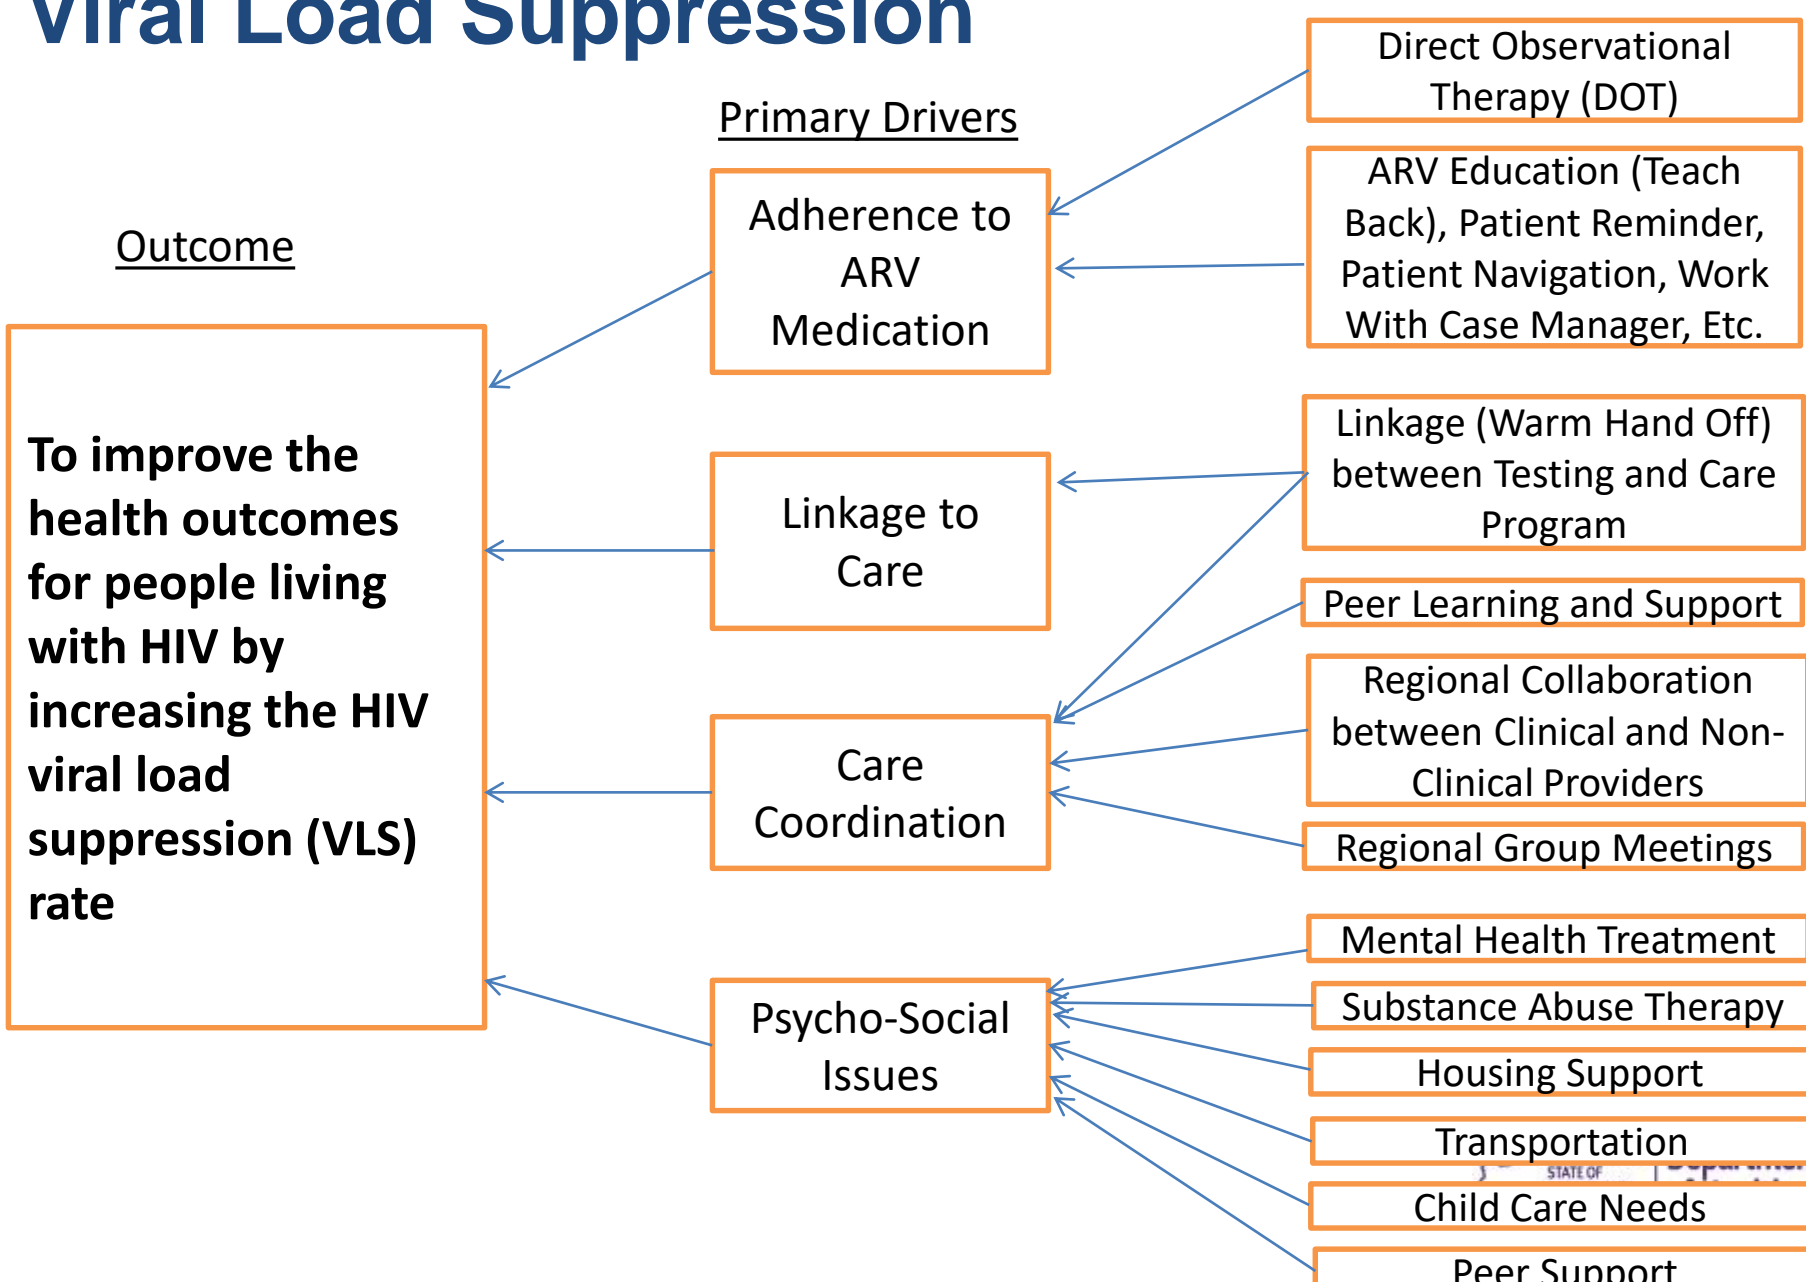 Viral Load Suppression
Outcome
To improve the
health outcomes
for people living
with HIV by
increasing the HIV
viral load
suppression (VLS)
rate
Primary Drivers
Adherence to
ARV
Medication
Linkage to
Care
Care
Coordination
Psycho-Social
Issues
Direct Observational
Therapy (DOT)
ARV Education (Teach
Back), Patient Reminder,
Patient Navigation, Work
With Case Manager, Etc.
Linkage (Warm Hand Off)
between Testing and Care
Program
Peer Learning and Support
Regional Collaboration
between Clinical and Non-
Clinical Providers
Regional Group Meetings
Mental Health Treatment
Substance Abuse Therapy
Housing Support
Transportation
STATE OF
Child Care Needs
Peer Support